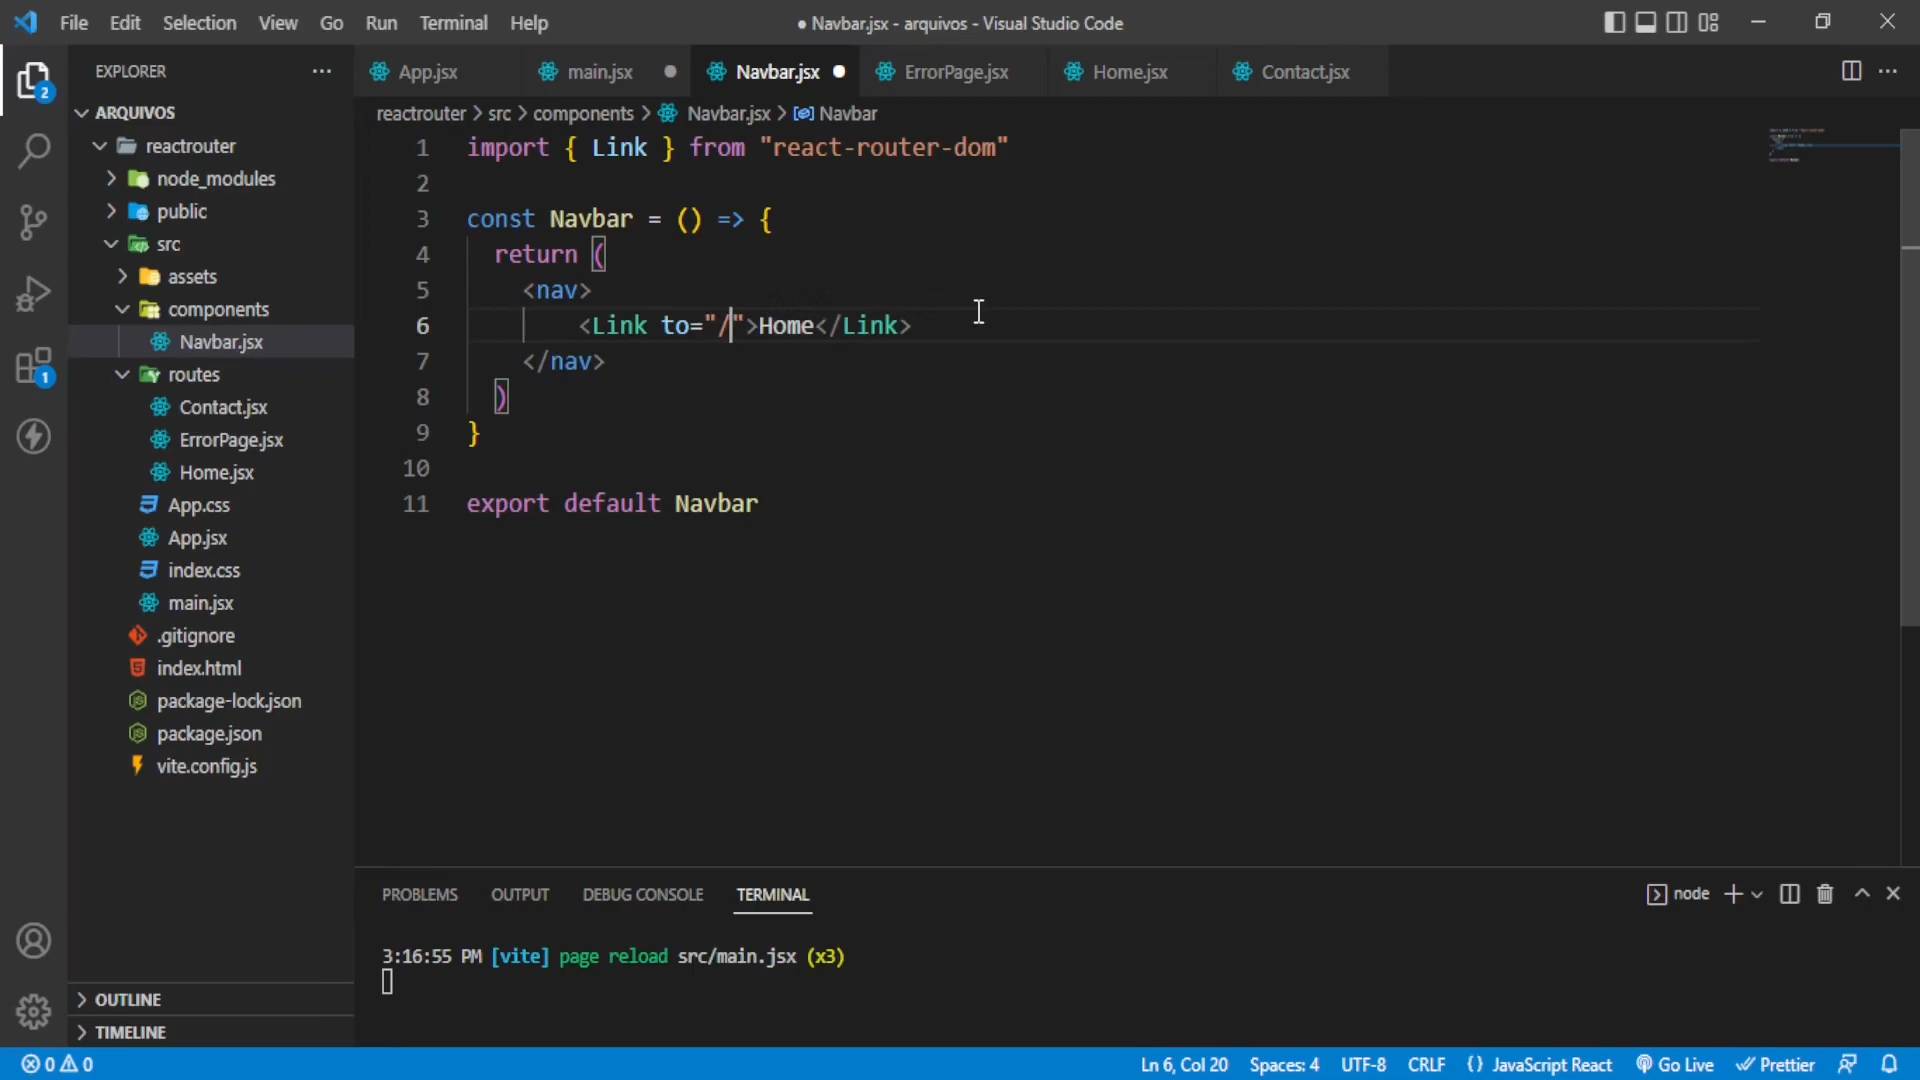 File Edit Selection View Go Run Terminal Help ● Navbar.jsx - arquivos - Visual Studio Code
EXPLORER ··· App.jsx main.jsx Navbar.jsx ErrorPage.jsx Home.jsx Contact.jsx
2
ARQUIVOS
reactrouter > src > components > Navbar.jsx > Navbar
reactrouter
node_modules
public
src
assets
components
Navbar.jsx
routes
Contact.jsx
ErrorPage.jsx
Home.jsx
App.css
App.jsx
index.css
main.jsx
.gitignore
index.html
package-lock.json
package.json
vite.config.js
1
OUTLINE
TIMELINE
1 import { Link } from "react-router-dom"
2
3 const Navbar = () => {
4 return (
5 <nav>
6 <Link to="/">Home</Link>
7 </nav>
8 )
9 }
10
11 export default Navbar
PROBLEMS OUTPUT DEBUG CONSOLE TERMINAL node
3:16:55 PM [vite] page reload src/main.jsx (x3)
0 0 Ln 6, Col 20 Spaces: 4 UTF-8 CRLF {} JavaScript React Go Live Prettier